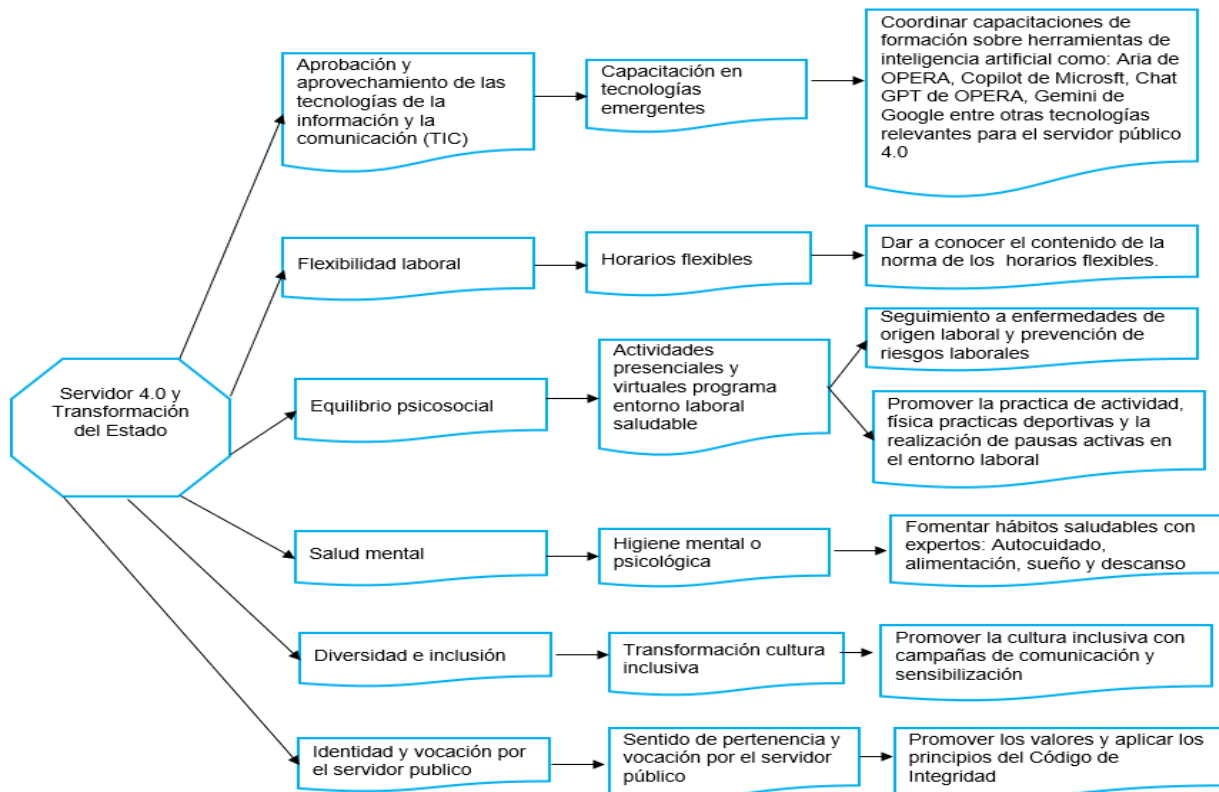 Servidor 4.0 y
Transformación
del Estado
Aprobación y
aprovechamiento de las
tecnologías de la
información y la
comunicación (TIC)
Capacitación en
tecnologías
emergentes
Coordinar capacitaciones de
formación sobre herramientas de
inteligencia artificial como: Aria de
OPERA, Copilot de Microsft, Chat
GPT de OPERA, Gemini de
Google entre otras tecnologías
relevantes para el servidor público
4.0
Flexibilidad laboral
Horarios flexibles
Dar a conocer el contenido de la
norma de los horarios flexibles.
Equilibrio psicosocial
Actividades
presenciales y
virtuales programa
entorno laboral
saludable
Seguimiento a enfermedades de
origen laboral y prevención de
riesgos laborales
Promover la practica de actividad,
física practicas deportivas y la
realización de pausas activas en
el entorno laboral
Salud mental
Higiene mental o
psicológica
Fomentar hábitos saludables con
expertos: Autocuidado,
alimentación, sueño y descanso
Diversidad e inclusión
Transformación cultura
inclusiva
Promover la cultura inclusiva con
campañas de comunicación y
sensibilización
Identidad y vocación por
el servidor publico
Sentido de pertenencia y
vocación por el servidor
público
Promover los valores y aplicar los
principios del Código de
Integridad